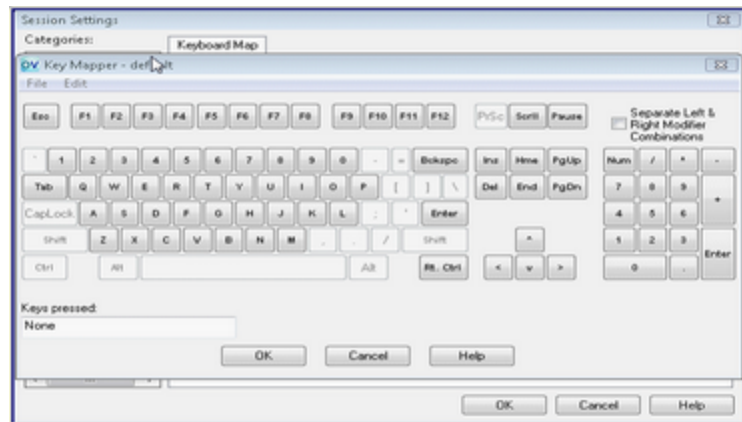 Session Settings
Categories:
Keyboard Map
OV Key Mapper - default
File Edit
Esc F1 F2 F3 F4 F5 F6 F7 F8 F9 F10 F11 F12 PrSc Scrll Pause
Separate Left &
Right Modifier
Combinations
` 1 2 3 4 5 6 7 8 9 0 - = Bckspc Ins Hme PgUp Num / * -
Tab Q W E R T Y U I O P [ ] \ Del End PgDn 7 8 9 +
CapLock A S D F G H J K L ; ' Enter 4 5 6
Shift Z X C V B N M , . / Shift ^ 1 2 3 Enter
Ctrl Alt Alt Rt. Ctrl < v > 0 .
Keys pressed:
None
OK Cancel Help
OK Cancel Help